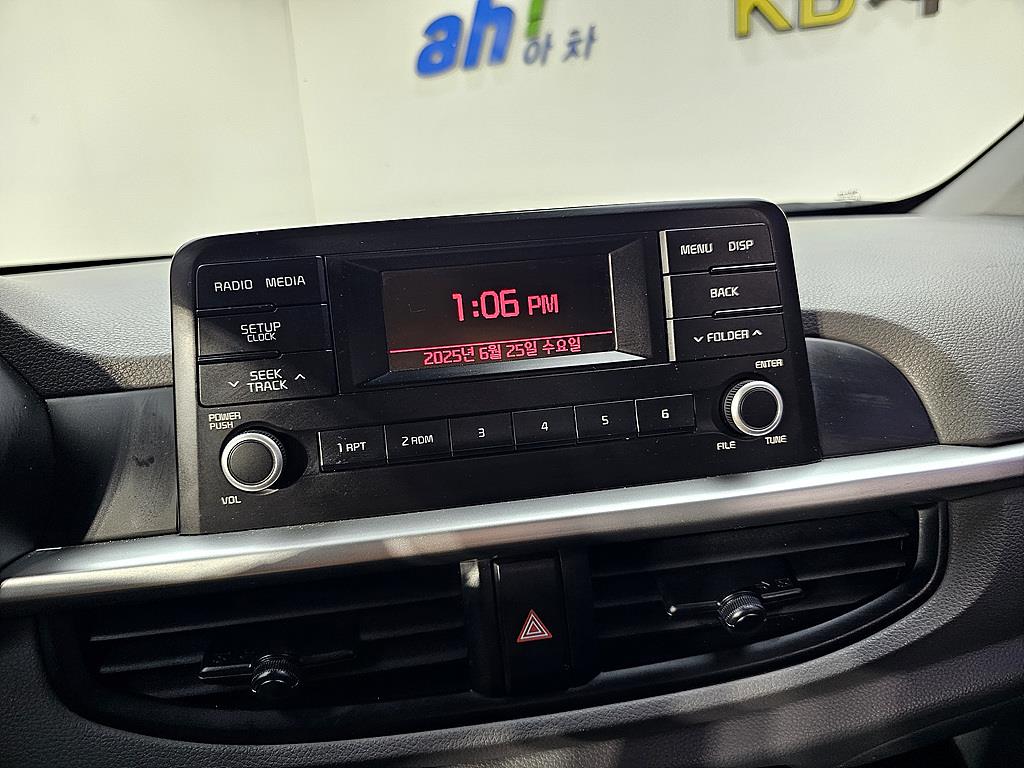 ah!
아차
KB
RADIO MEDIA
SETUP
CLOCK
SEEK
TRACK
POWER
PUSH
VOL
1:06 PM
2025년 6월 25일 수요일
MENU DISP
BACK
FOLDER
ENTER
FILE TUNE
1 RPT 2 RDM 3 4 5 6